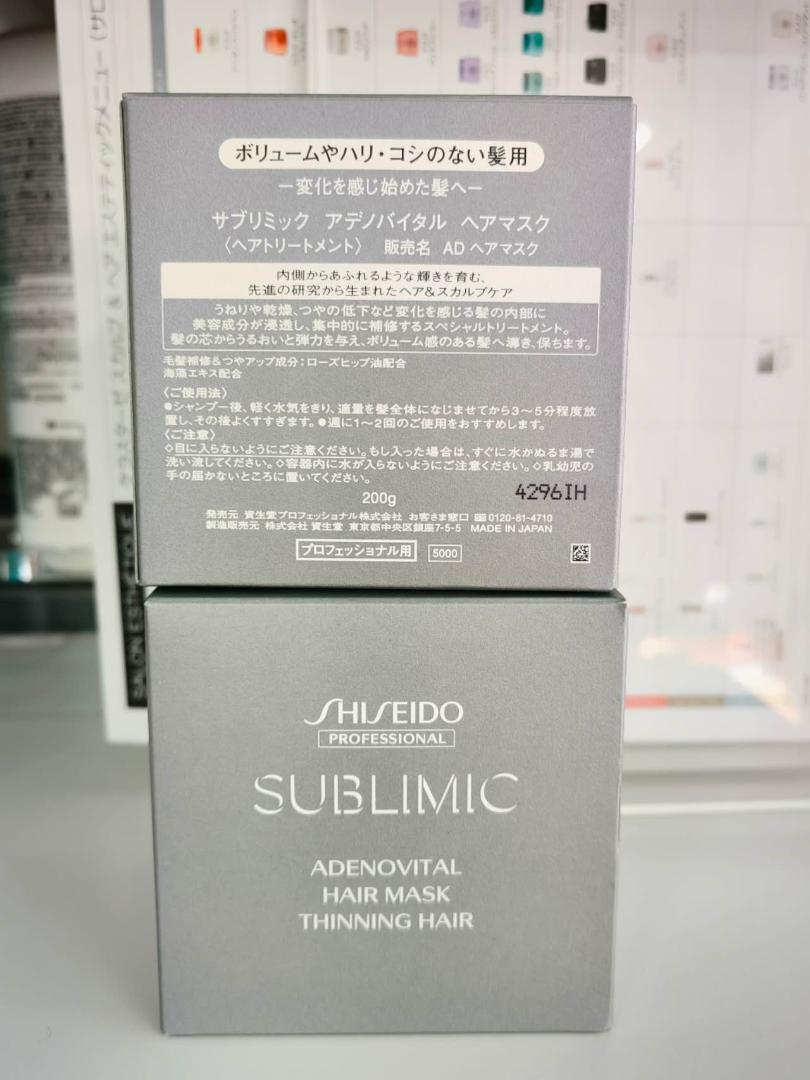 ボリュームやハリ・コシのない髪用
－変化を感じ始めた髪へ－
サブリミック アデノバイタル ヘアマスク
〈ヘアトリートメント〉 販売名 AD ヘアマスク
内側からあふれるような輝きを育む、
先進の研究から生まれたヘア&スカルプケア
うねりや乾燥、つやの低下など変化を感じる髪の内部に
美容成分が浸透し、集中的に補修するスペシャルトリートメント。
髪の芯からうるおいと弾力を与え、ボリューム感のある髪へ導き、保ちます。
毛髪補修&つやアップ成分：ローズヒップ油配合
海藻エキス配合
〈ご使用法〉
●シャンプー後、軽く水気をきり、適量を髪全体になじませてから3～5分程度放
置し、その後よくすすぎます。●週に1～2回のご使用をおすすめします。
〈ご注意〉
◇目に入らないようにご注意ください。もし入った場合は、すぐに水かぬるま湯で
洗い流してください。◇容器内に水が入らないようにご注意ください。◇乳幼児の
手の届かないところに置いてください。
200g
4296IH
発売元 資生堂プロフェッショナル株式会社 お客さま窓口 0120-81-4710
製造販売元 株式会社 資生堂 東京都中央区銀座7-5-5 MADE IN JAPAN
プロフェッショナル用 5000
SHISEIDO
PROFESSIONAL
SUBLIMIC
ADENOVITAL
HAIR MASK
THINNING HAIR